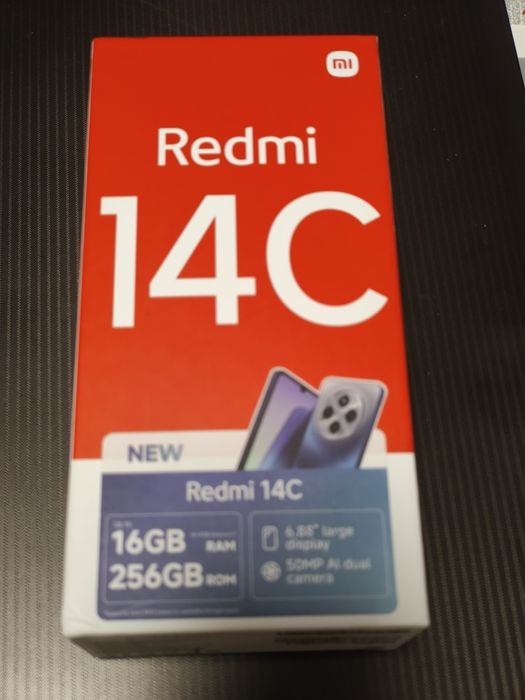 mi
Redmi
14C
NEW
Redmi 14C
16GB RAM
256GB ROM
6.88" large
display
50MP AI dual
camera